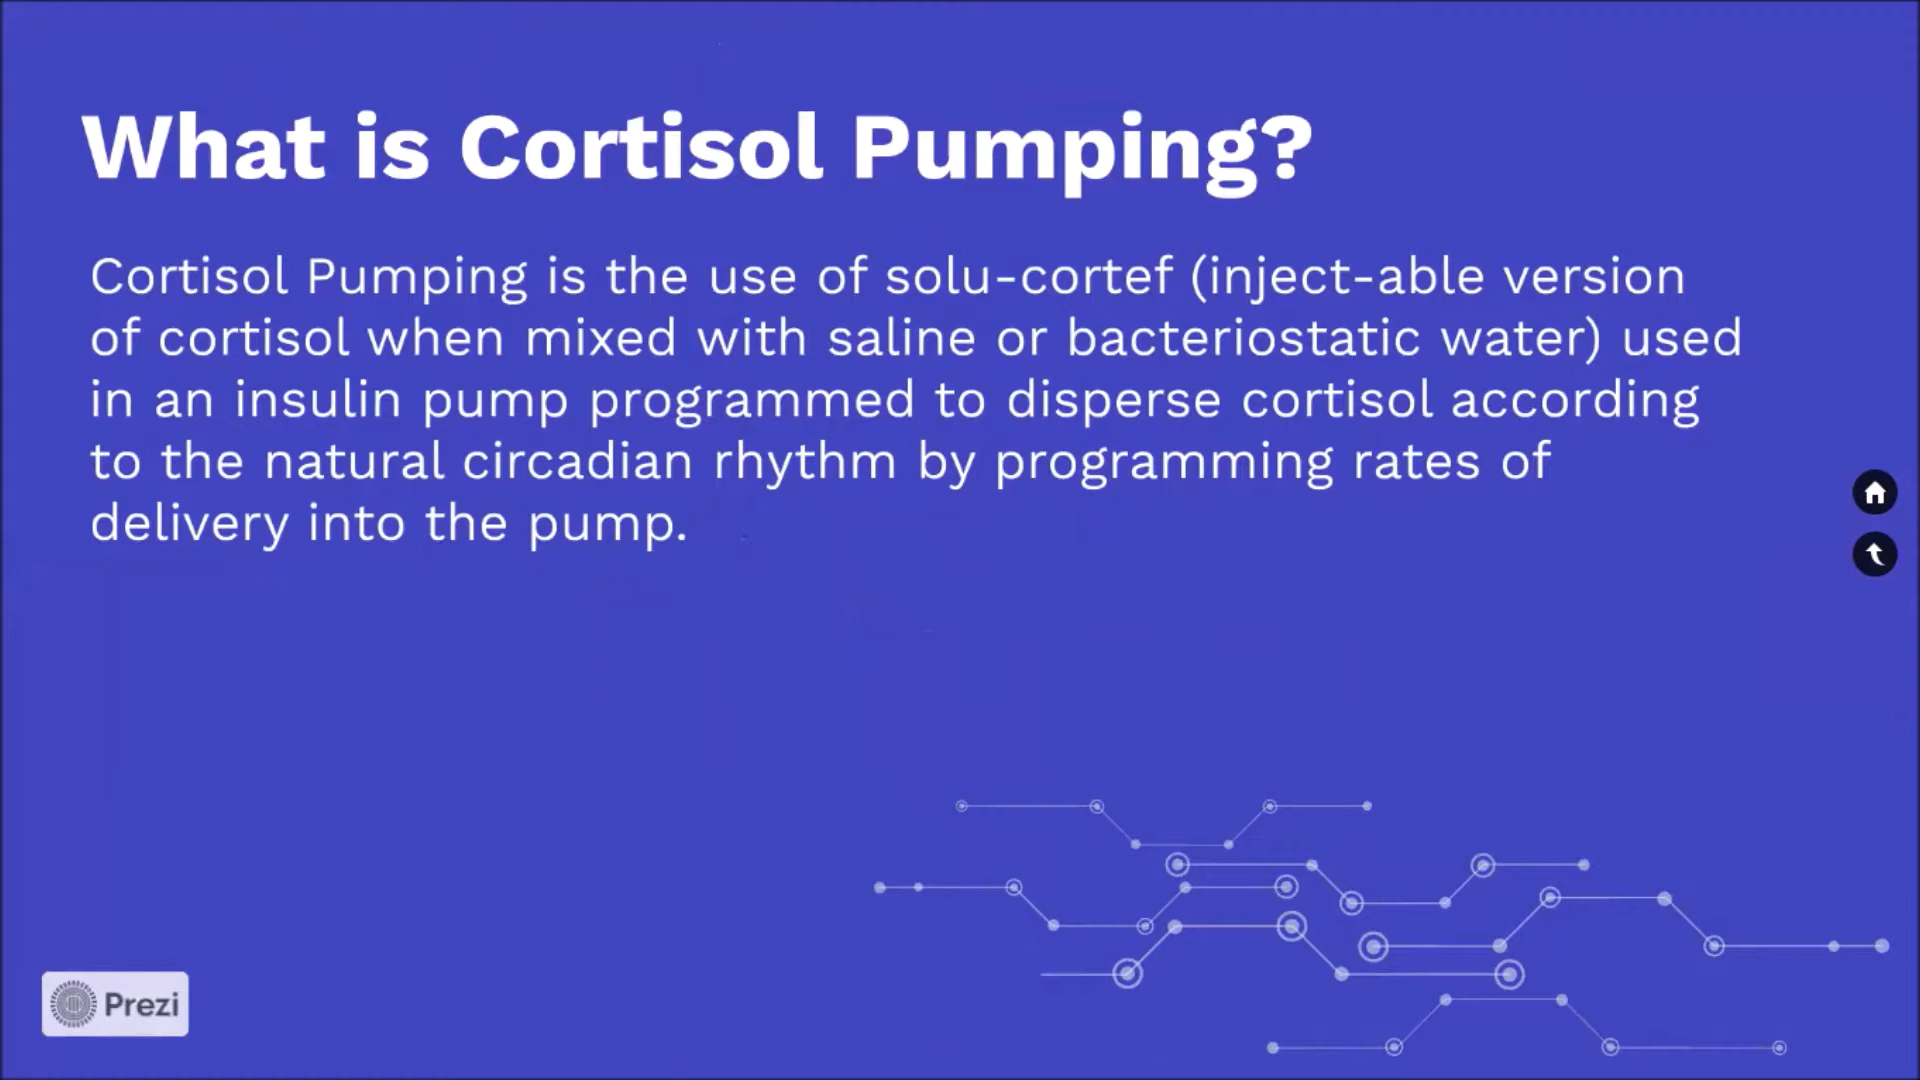 What is Cortisol Pumping?
Cortisol Pumping is the use of solu-cortef (inject-able version
of cortisol when mixed with saline or bacteriostatic water) used
in an insulin pump programmed to disperse cortisol according
to the natural circadian rhythm by programming rates of
delivery into the pump.
Prezi